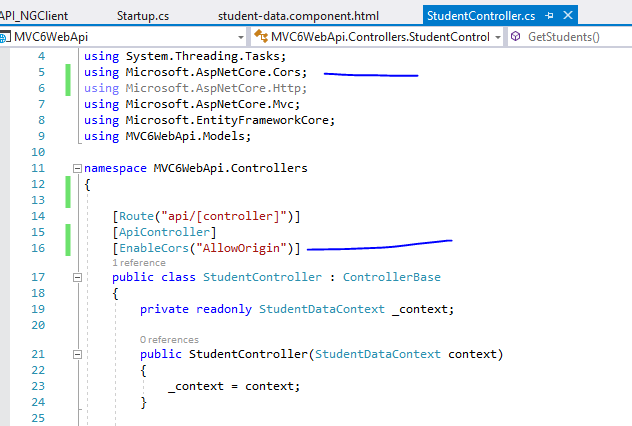 API_NGClient Startup.cs student-data.component.html StudentController.cs
MVC6WebApi MVC6WebApi.Controllers.StudentControl GetStudents()
4 using System.Threading.Tasks;
5 using Microsoft.AspNetCore.Cors;
6 using Microsoft.AspNetCore.Http;
7 using Microsoft.AspNetCore.Mvc;
8 using Microsoft.EntityFrameworkCore;
9 using MVC6WebApi.Models;
10
11 namespace MVC6WebApi.Controllers
12 {
13
14 [Route("api/[controller]")]
15 [ApiController]
16 [EnableCors("AllowOrigin")]
1 reference
17 public class StudentController : ControllerBase
18 {
19 private readonly StudentDataContext _context;
20
0 references
21 public StudentController(StudentDataContext context)
22 {
23 _context = context;
24 }
25